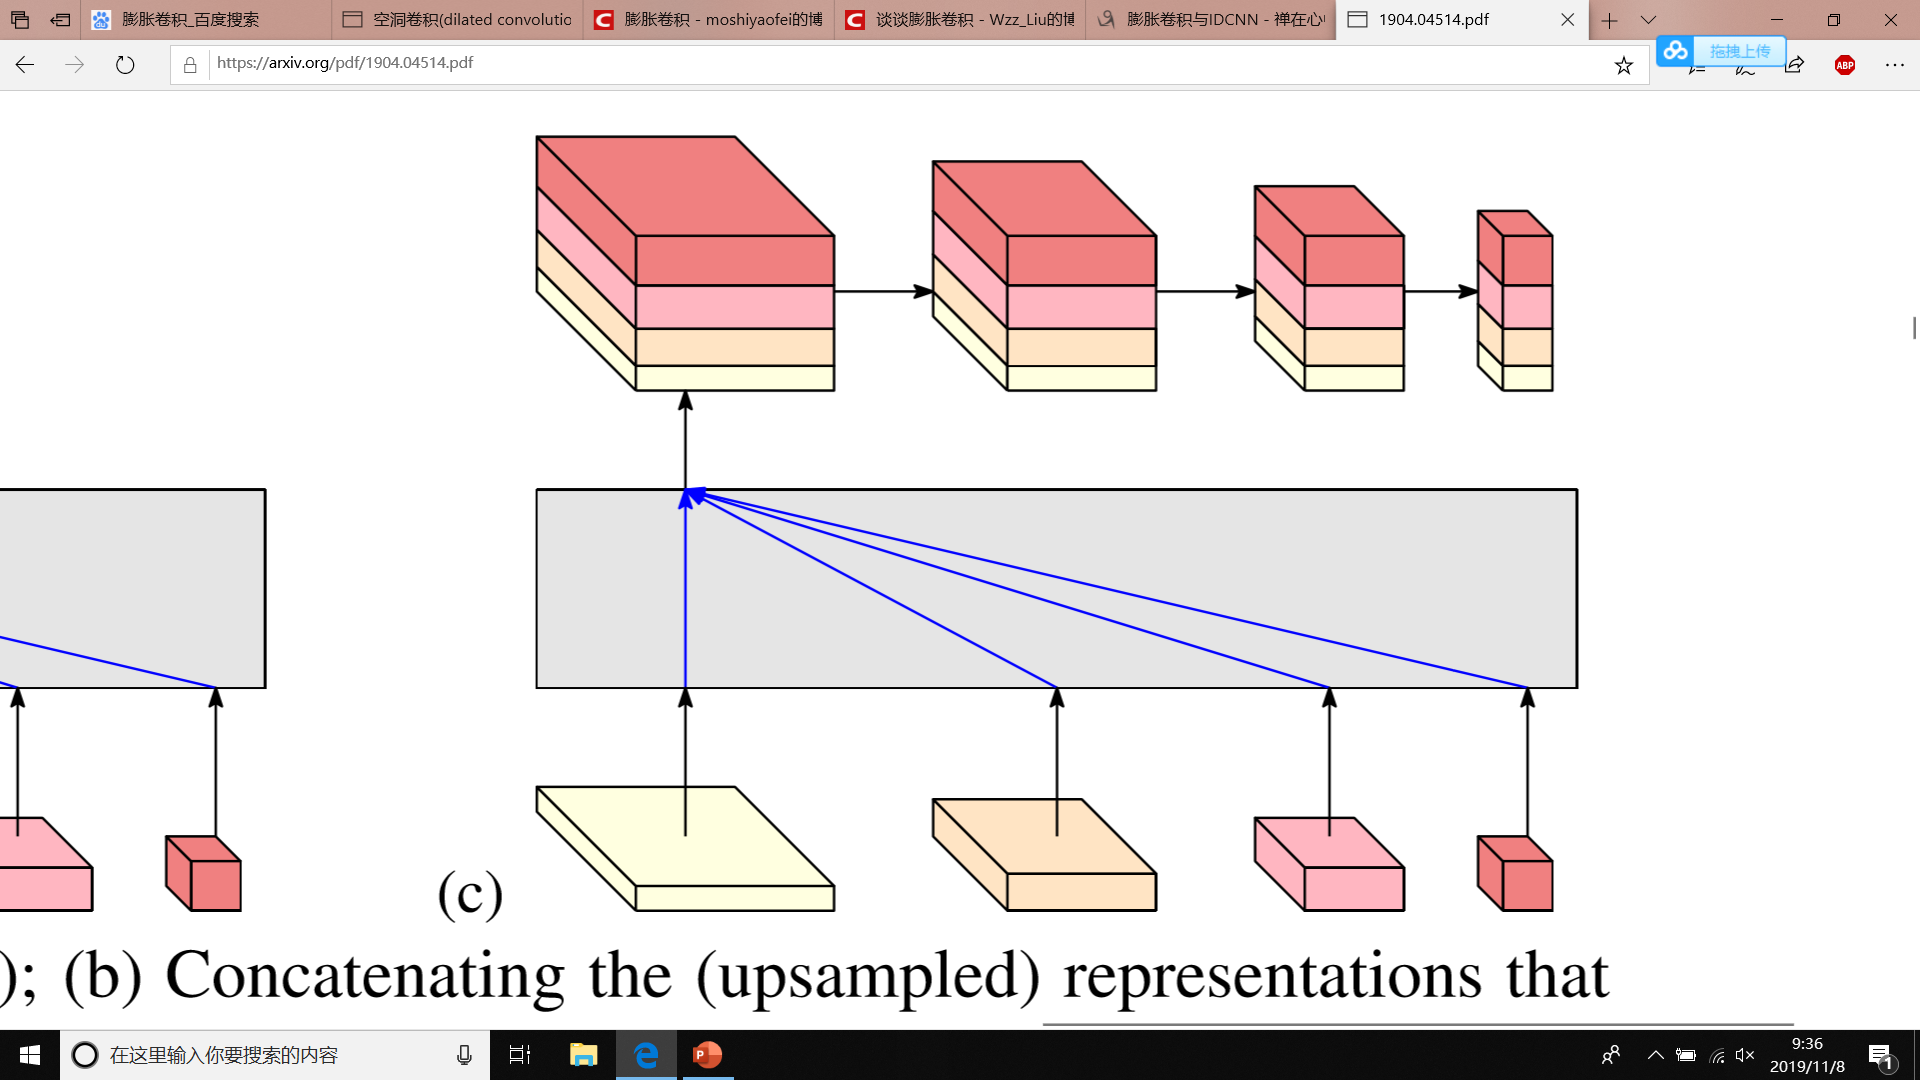 膨胀卷积_百度搜索
空洞卷积(dilated convolutio
膨胀卷积 - moshiyaofei的博
谈谈膨胀卷积 - Wzz_Liu的博
膨胀卷积与IDCNN - 禅在心中
1904.04514.pdf
https://arxiv.org/pdf/1904.04514.pdf
拖拽上传
ABP
(c)
); (b) Concatenating the (upsampled) representations that
在这里输入你要搜索的内容
9:36
2019/11/8
1